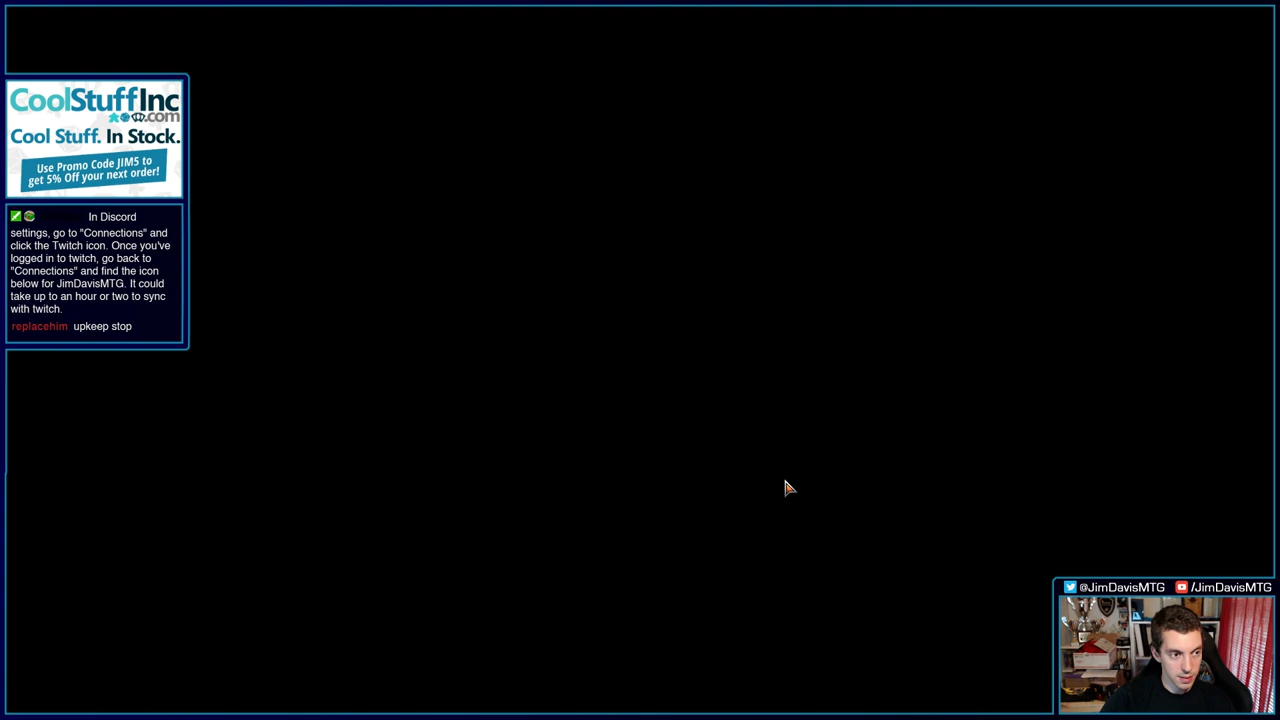 CoolStuffInc
.com
Cool Stuff. In Stock.
Use Promo Code JIM5 to
get 5% Off your next order!
In Discord
settings, go to "Connections" and
click the Twitch icon. Once you've
logged in to twitch, go back to
"Connections" and find the icon
below for JimDavisMTG. It could
take up to an hour or two to sync
with twitch.
replacehim upkeep stop
@JimDavisMTG /JimDavisMTG